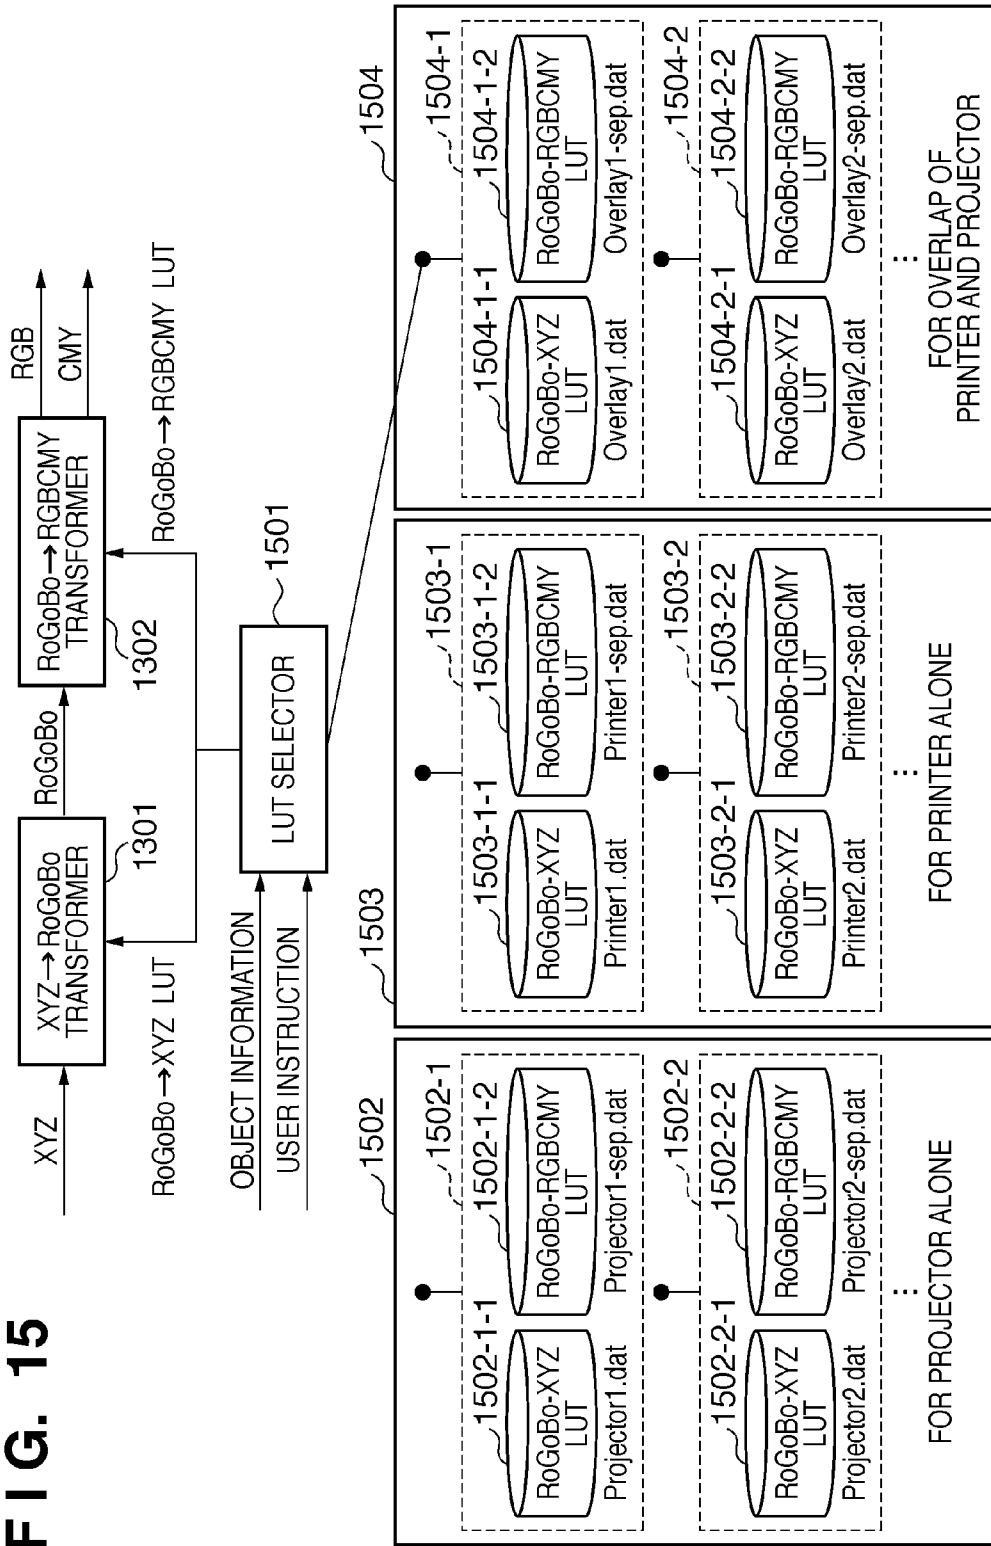 FIG. 15
XYZ
XYZ→RoGoBo
TRANSFORMER
1301
RoGoBo
RoGoBo→RGBCMY
TRANSFORMER
1302
RGB
CMY
RoGoBo→XYZ LUT
RoGoBo→RGBCMY LUT
OBJECT INFORMATION
USER INSTRUCTION
LUT SELECTOR
1501
1502
1502-1
1502-1-1
1502-1-2
RoGoBo-XYZ
LUT
Projector1.dat
RoGoBo-RGBCMY
LUT
Projector1-sep.dat
1502-2
1502-2-1
1502-2-2
RoGoBo-XYZ
LUT
Projector2.dat
RoGoBo-RGBCMY
LUT
Projector2-sep.dat
...
FOR PROJECTOR ALONE
1503
1503-1
1503-1-1
1503-1-2
RoGoBo-XYZ
LUT
Printer1.dat
RoGoBo-RGBCMY
LUT
Printer1-sep.dat
1503-2
1503-2-1
1503-2-2
RoGoBo-XYZ
LUT
Printer2.dat
RoGoBo-RGBCMY
LUT
Printer2-sep.dat
...
FOR PRINTER ALONE
1504
1504-1
1504-1-1
1504-1-2
RoGoBo-XYZ
LUT
Overlay1.dat
RoGoBo-RGBCMY
LUT
Overlay1-sep.dat
1504-2
1504-2-1
1504-2-2
RoGoBo-XYZ
LUT
Overlay2.dat
RoGoBo-RGBCMY
LUT
Overlay2-sep.dat
...
FOR OVERLAP OF
PRINTER AND PROJECTOR